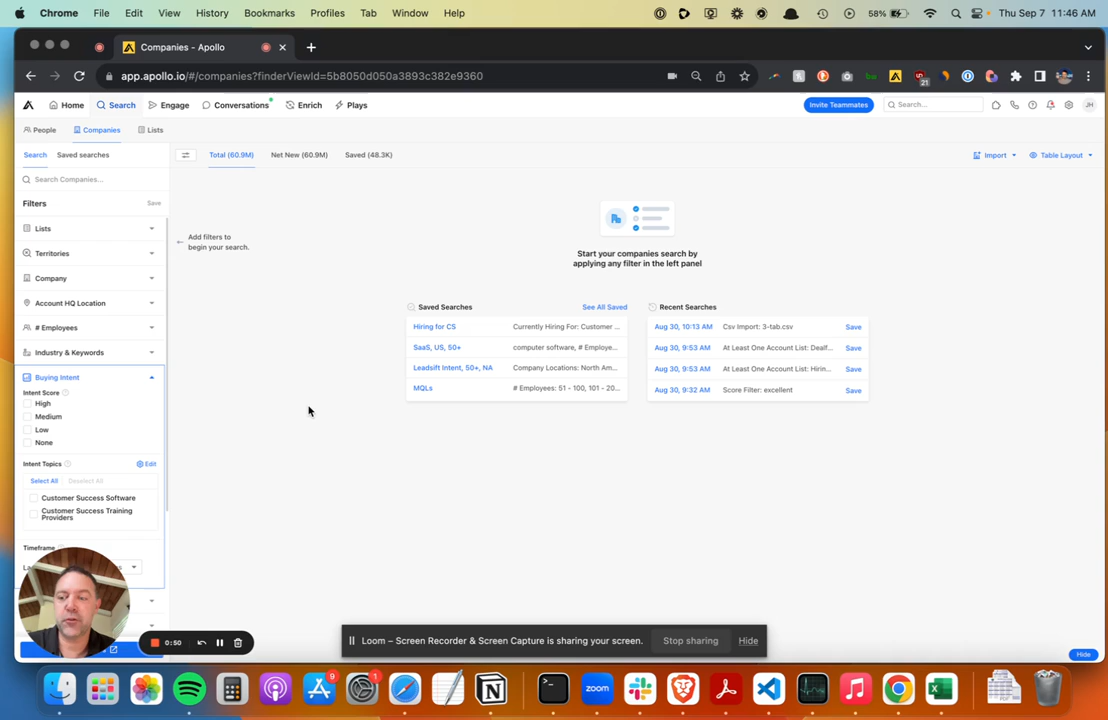 Chrome File Edit View History Bookmarks Profiles Tab Window Help 58% Thu Sep 7 11:46 AM
Companies - Apollo
app.apollo.io/#/companies?finderViewId=5b8050d050a3893c382e9360
21
Home Search Engage Conversations Enrich Plays Invite Teammates Search... JH
People Companies Lists
Search Saved searches Total (60.9M) Net New (60.9M) Saved (48.3K) Import Table Layout
Search Companies...
Filters Save
Lists
Add filters to
begin your search.
Territories
Start your companies search by
applying any filter in the left panel
Company
Account HQ Location
# Employees
Industry & Keywords
Saved Searches See All Saved
Hiring for CS Currently Hiring For: Customer ...
SaaS, US, 50+ computer software, # Employe...
Leadsift Intent, 50+, NA Company Locations: North Am...
MQLs # Employees: 51 - 100, 101 - 20...
Recent Searches
Aug 30, 10:13 AM Csv Import: 3-tab.csv Save
Aug 30, 9:53 AM At Least One Account List: Dealf... Save
Aug 30, 9:53 AM At Least One Account List: Hirin... Save
Aug 30, 9:32 AM Score Filter: excellent Save
Buying Intent
Intent Score
High
Medium
Low
None
Intent Topics Edit
Select All Deselect All
Customer Success Software
Customer Success Training
Providers
Timeframe
0:50
Loom – Screen Recorder & Screen Capture is sharing your screen. Stop sharing Hide
Hide
9
1
zoom